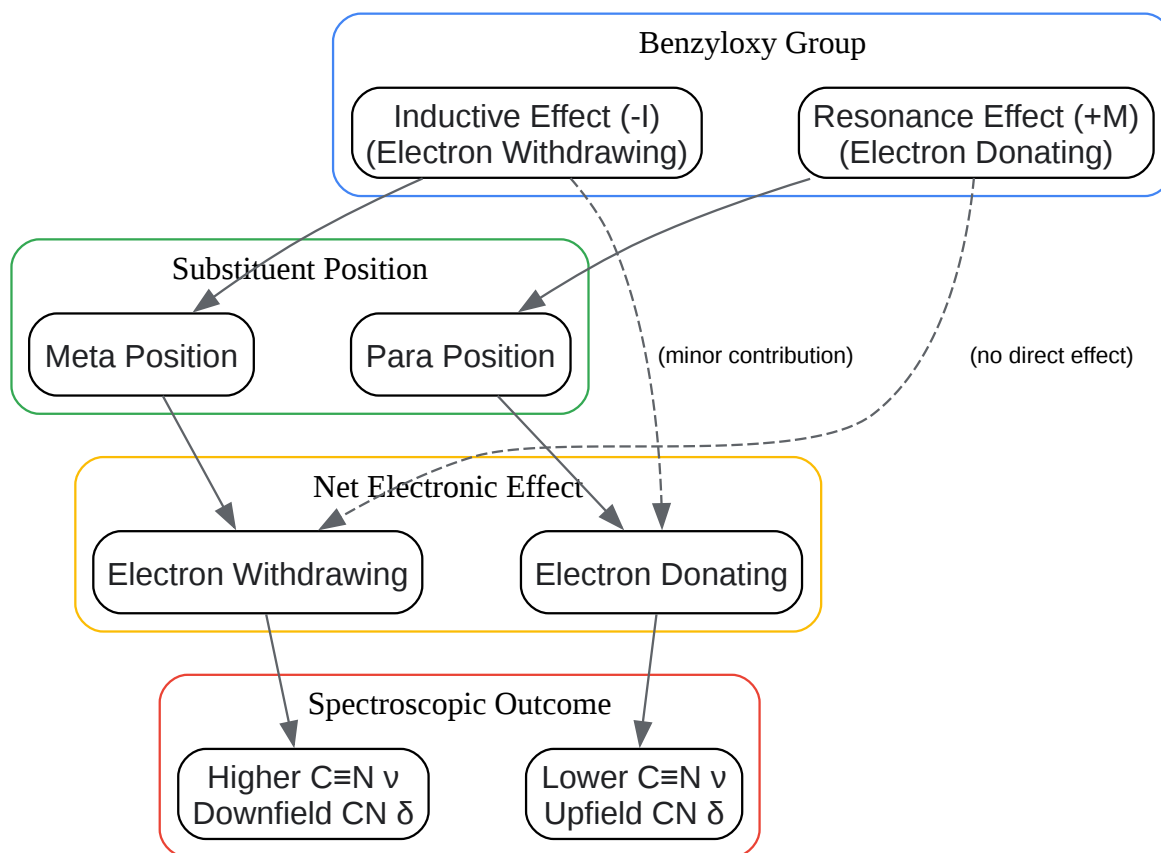 Benzyloxy Group
Inductive Effect (-I)
(Electron Withdrawing)
Resonance Effect (+M)
(Electron Donating)
Substituent Position
Meta Position
Para Position
(minor contribution)
(no direct effect)
Net Electronic Effect
Electron Withdrawing
Electron Donating
Spectroscopic Outcome
Higher C≡N ν
Downfield CN δ
Lower C≡N ν
Upfield CN δ